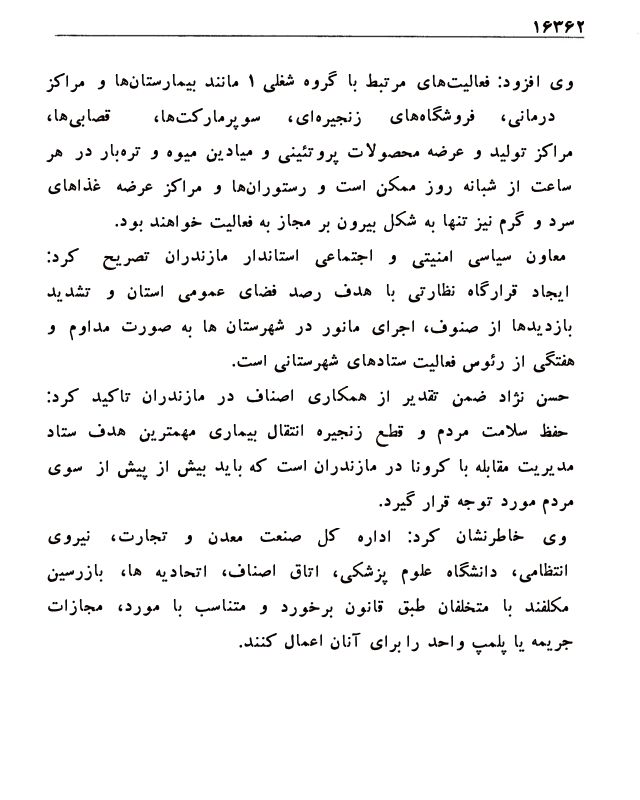 ۱۶۳۶۲
وی افزود: فعالیت‌های مرتبط با گروه شغلی ۱ مانند بیمارستان‌ها و مراکز
درمانی، فروشگاه‌های زنجیره‌ای، سوپرمارکت‌ها، قصابی‌ها،
مراکز تولید و عرضه محصولات پروتئینی و میادین میوه و تره‌بار در هر
ساعت از شبانه روز ممکن است و رستوران‌ها و مراکز عرضه غذاهای
سرد و گرم نیز تنها به شکل بیرون بر مجاز به فعالیت خواهند بود.
معاون سیاسی امنیتی و اجتماعی استاندار مازندران تصریح کرد:
ایجاد قرارگاه نظارتی با هدف رصد فضای عمومی استان و تشدید
بازدیدها از صنوف، اجرای مانور در شهرستان ها به صورت مداوم و
هفتگی از رئوس فعالیت ستادهای شهرستانی است.
حسن نژاد ضمن تقدیر از همکاری اصناف در مازندران تاکید کرد:
حفظ سلامت مردم و قطع زنجیره انتقال بیماری مهمترین هدف ستاد
مدیریت مقابله با کرونا در مازندران است که باید بیش از پیش از سوی
مردم مورد توجه قرار گیرد.
وی خاطرنشان کرد: اداره کل صنعت معدن و تجارت، نیروی
انتظامی، دانشگاه علوم پزشکی، اتاق اصناف، اتحادیه ها، بازرسین
مکلفند با متخلفان طبق قانون برخورد و متناسب با مورد، مجازات
جریمه یا پلمپ واحد را برای آنان اعمال کنند.